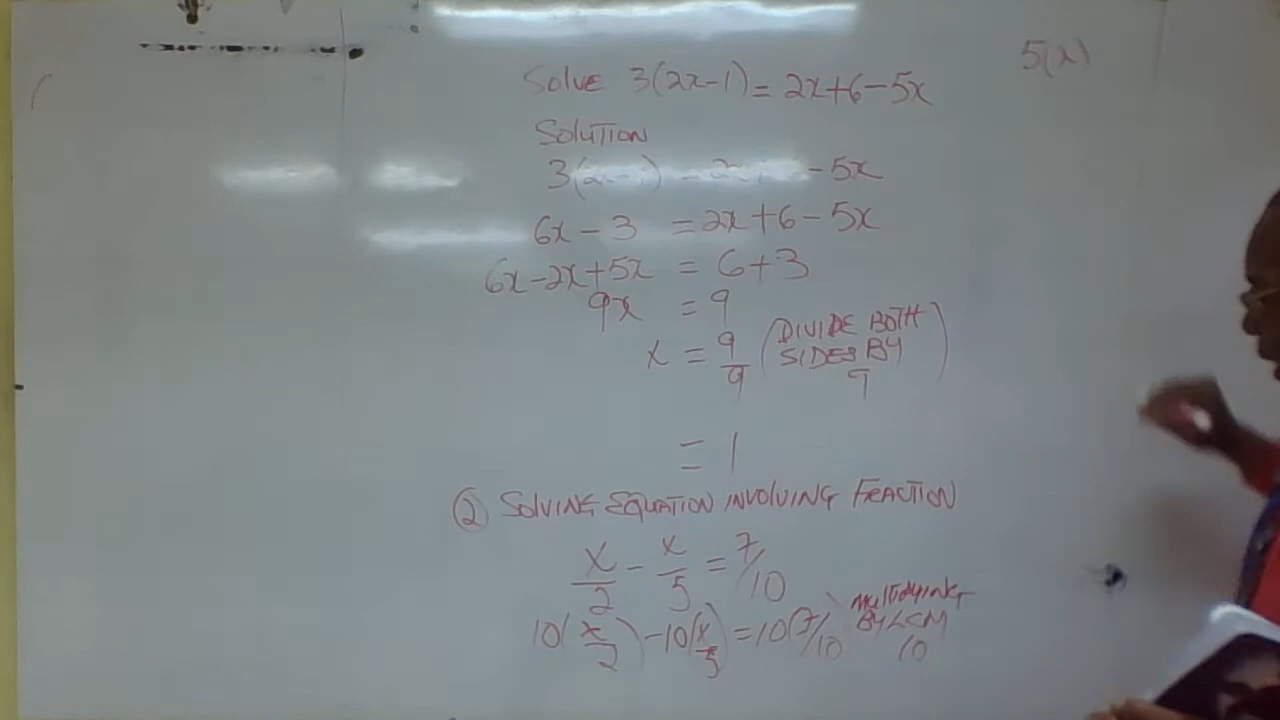 5(x)
SOLVE 3(2x-1) = 2x+6-5x
SOLUTION
3(2x-1) = 2x - 5x
6x - 3 = 2x+6-5x
6x-2x+5x = 6+3
9x = 9
x = 9/9 (DIVIDE BOTH SIDES BY 9)
= 1
② SOLVING EQUATION INVOLVING FRACTION
x/2 - x/5 = 7/10
10(x/2) - 10(x/5) = 10(7/10 BY LCM 10